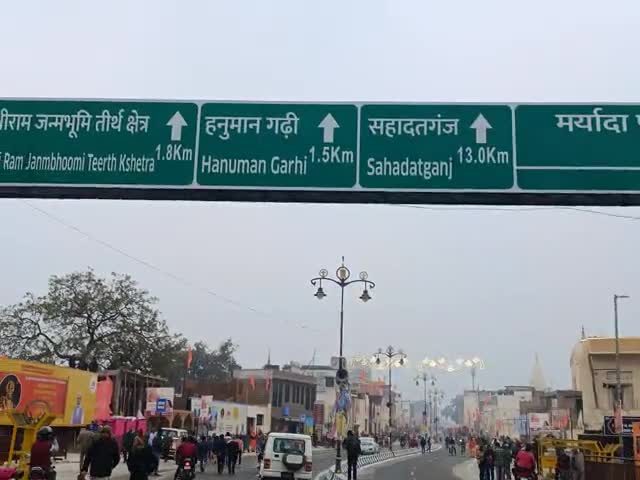 श्रीराम जन्मभूमि तीर्थ क्षेत्र
Ram Janmbhoomi Teerth Kshetra
1.8Km
हनुमान गढ़ी
Hanuman Garhi
1.5Km
सहादतगंज
Sahadatganj
13.0Km
मर्यादा